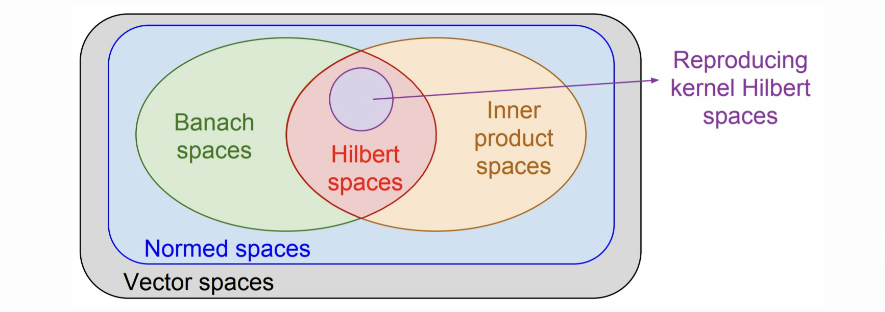 Banach
spaces
Hilbert
spaces
Inner
product
spaces
Reproducing
kernel Hilbert
spaces
Normed spaces
Vector spaces